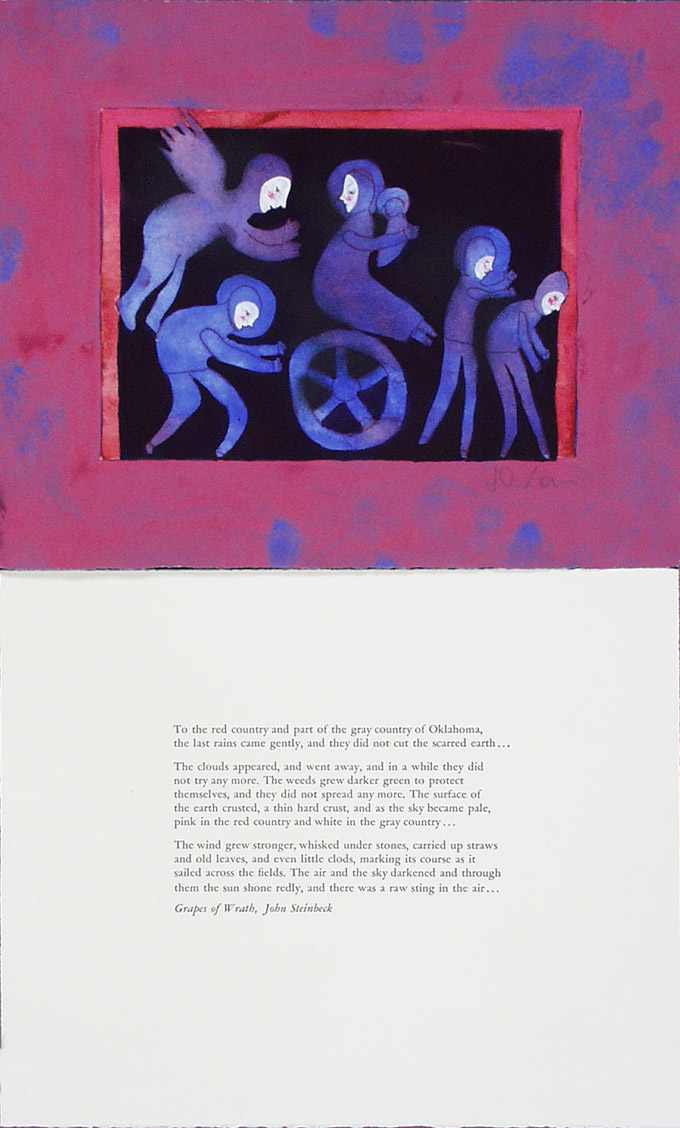 To the red country and part of the gray country of Oklahoma,
the last rains came gently, and they did not cut the scarred earth...
The clouds appeared, and went away, and in a while they did
not try any more. The weeds grew darker green to protect
themselves, and they did not spread any more. The surface of
the earth crusted, a thin hard crust, and as the sky became pale,
pink in the red country and white in the gray country...
The wind grew stronger, whisked under stones, carried up straws
and old leaves, and even little clods, marking its course as it
sailed across the fields. The air and the sky darkened and through
them the sun shone redly, and there was a raw sting in the air...
Grapes of Wrath, John Steinbeck